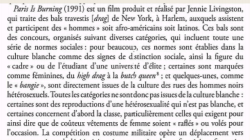 Paris Is Burning (1991) est un film produit et réalisé par Jennie Livingston,
qui traite des bals travestis [drag] de New York, à Harlem, auxquels assistent
et participent des « hommes » soit afro-américains soit latinos. Ces bals sont
des concours, organisés suivant diverses catégories, qui incluent toute une
série de normes sociales : pour beaucoup, ces normes sont établies dans la
culture blanche comme des signes de distinction sociale, ainsi de la figure du
« cadre » ou de l'étudiant d'une université d'élite ; certaines sont marquées
comme féminines, du high drag à la butch queen* ; et quelques-unes, comme
le « bangie », sont directement issues de la culture des rues des hommes noirs
hétérosexuels. Toutes les catégories ne sont donc pas issues de la culture blanche :
certaines sont des reproductions d'une hétérosexualité qui n'est pas blanche, et
certaines concernent d'abord la classe, particulièrement celles qui exigent pour
ainsi dire que des vêtements coûteux, de femmes, soient volés ou « piqués » pour
l'occasion. La compétition en costume militaire opère un déplacement vers